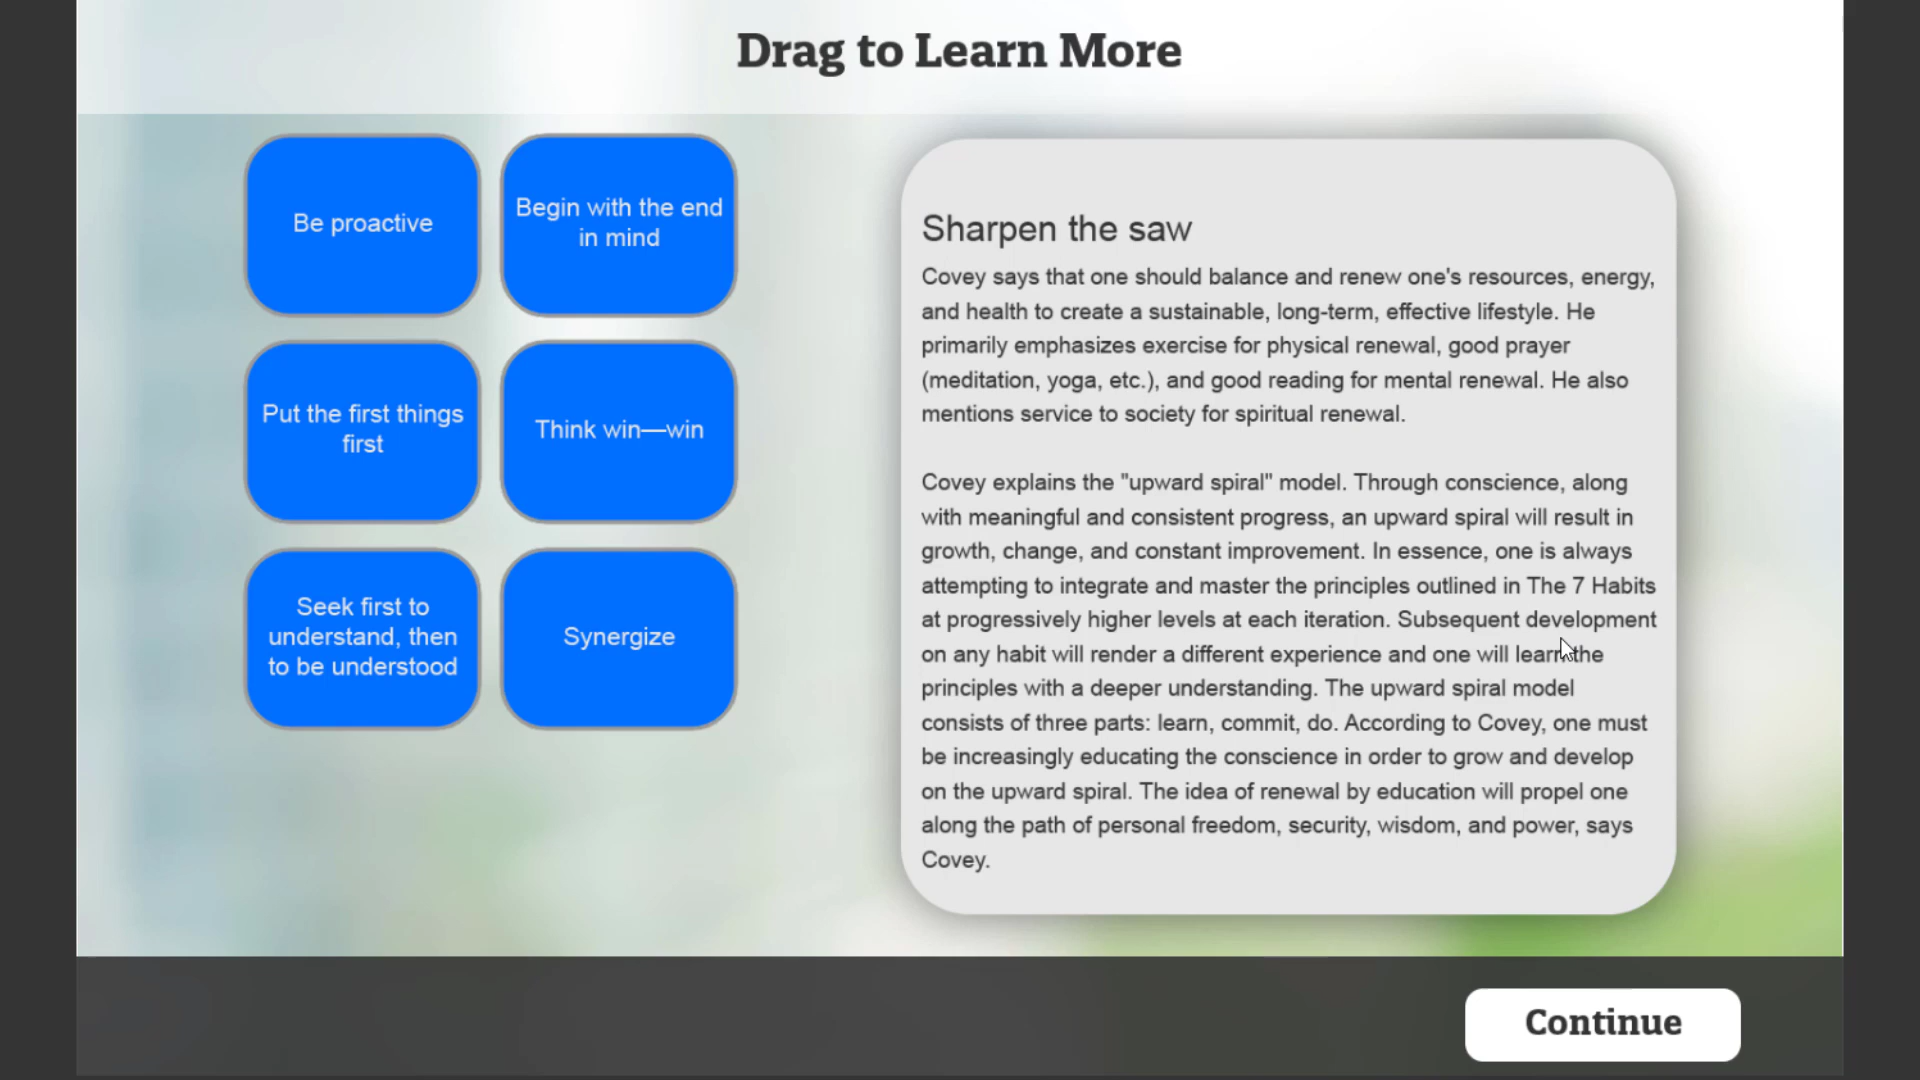 Drag to Learn More
Be proactive
Begin with the end
in mind
Put the first things
first
Think win—win
Seek first to
understand, then
to be understood
Synergize
Sharpen the saw
Covey says that one should balance and renew one's resources, energy,
and health to create a sustainable, long-term, effective lifestyle. He
primarily emphasizes exercise for physical renewal, good prayer
(meditation, yoga, etc.), and good reading for mental renewal. He also
mentions service to society for spiritual renewal.
Covey explains the "upward spiral" model. Through conscience, along
with meaningful and consistent progress, an upward spiral will result in
growth, change, and constant improvement. In essence, one is always
attempting to integrate and master the principles outlined in The 7 Habits
at progressively higher levels at each iteration. Subsequent development
on any habit will render a different experience and one will learn the
principles with a deeper understanding. The upward spiral model
consists of three parts: learn, commit, do. According to Covey, one must
be increasingly educating the conscience in order to grow and develop
on the upward spiral. The idea of renewal by education will propel one
along the path of personal freedom, security, wisdom, and power, says
Covey.
Continue